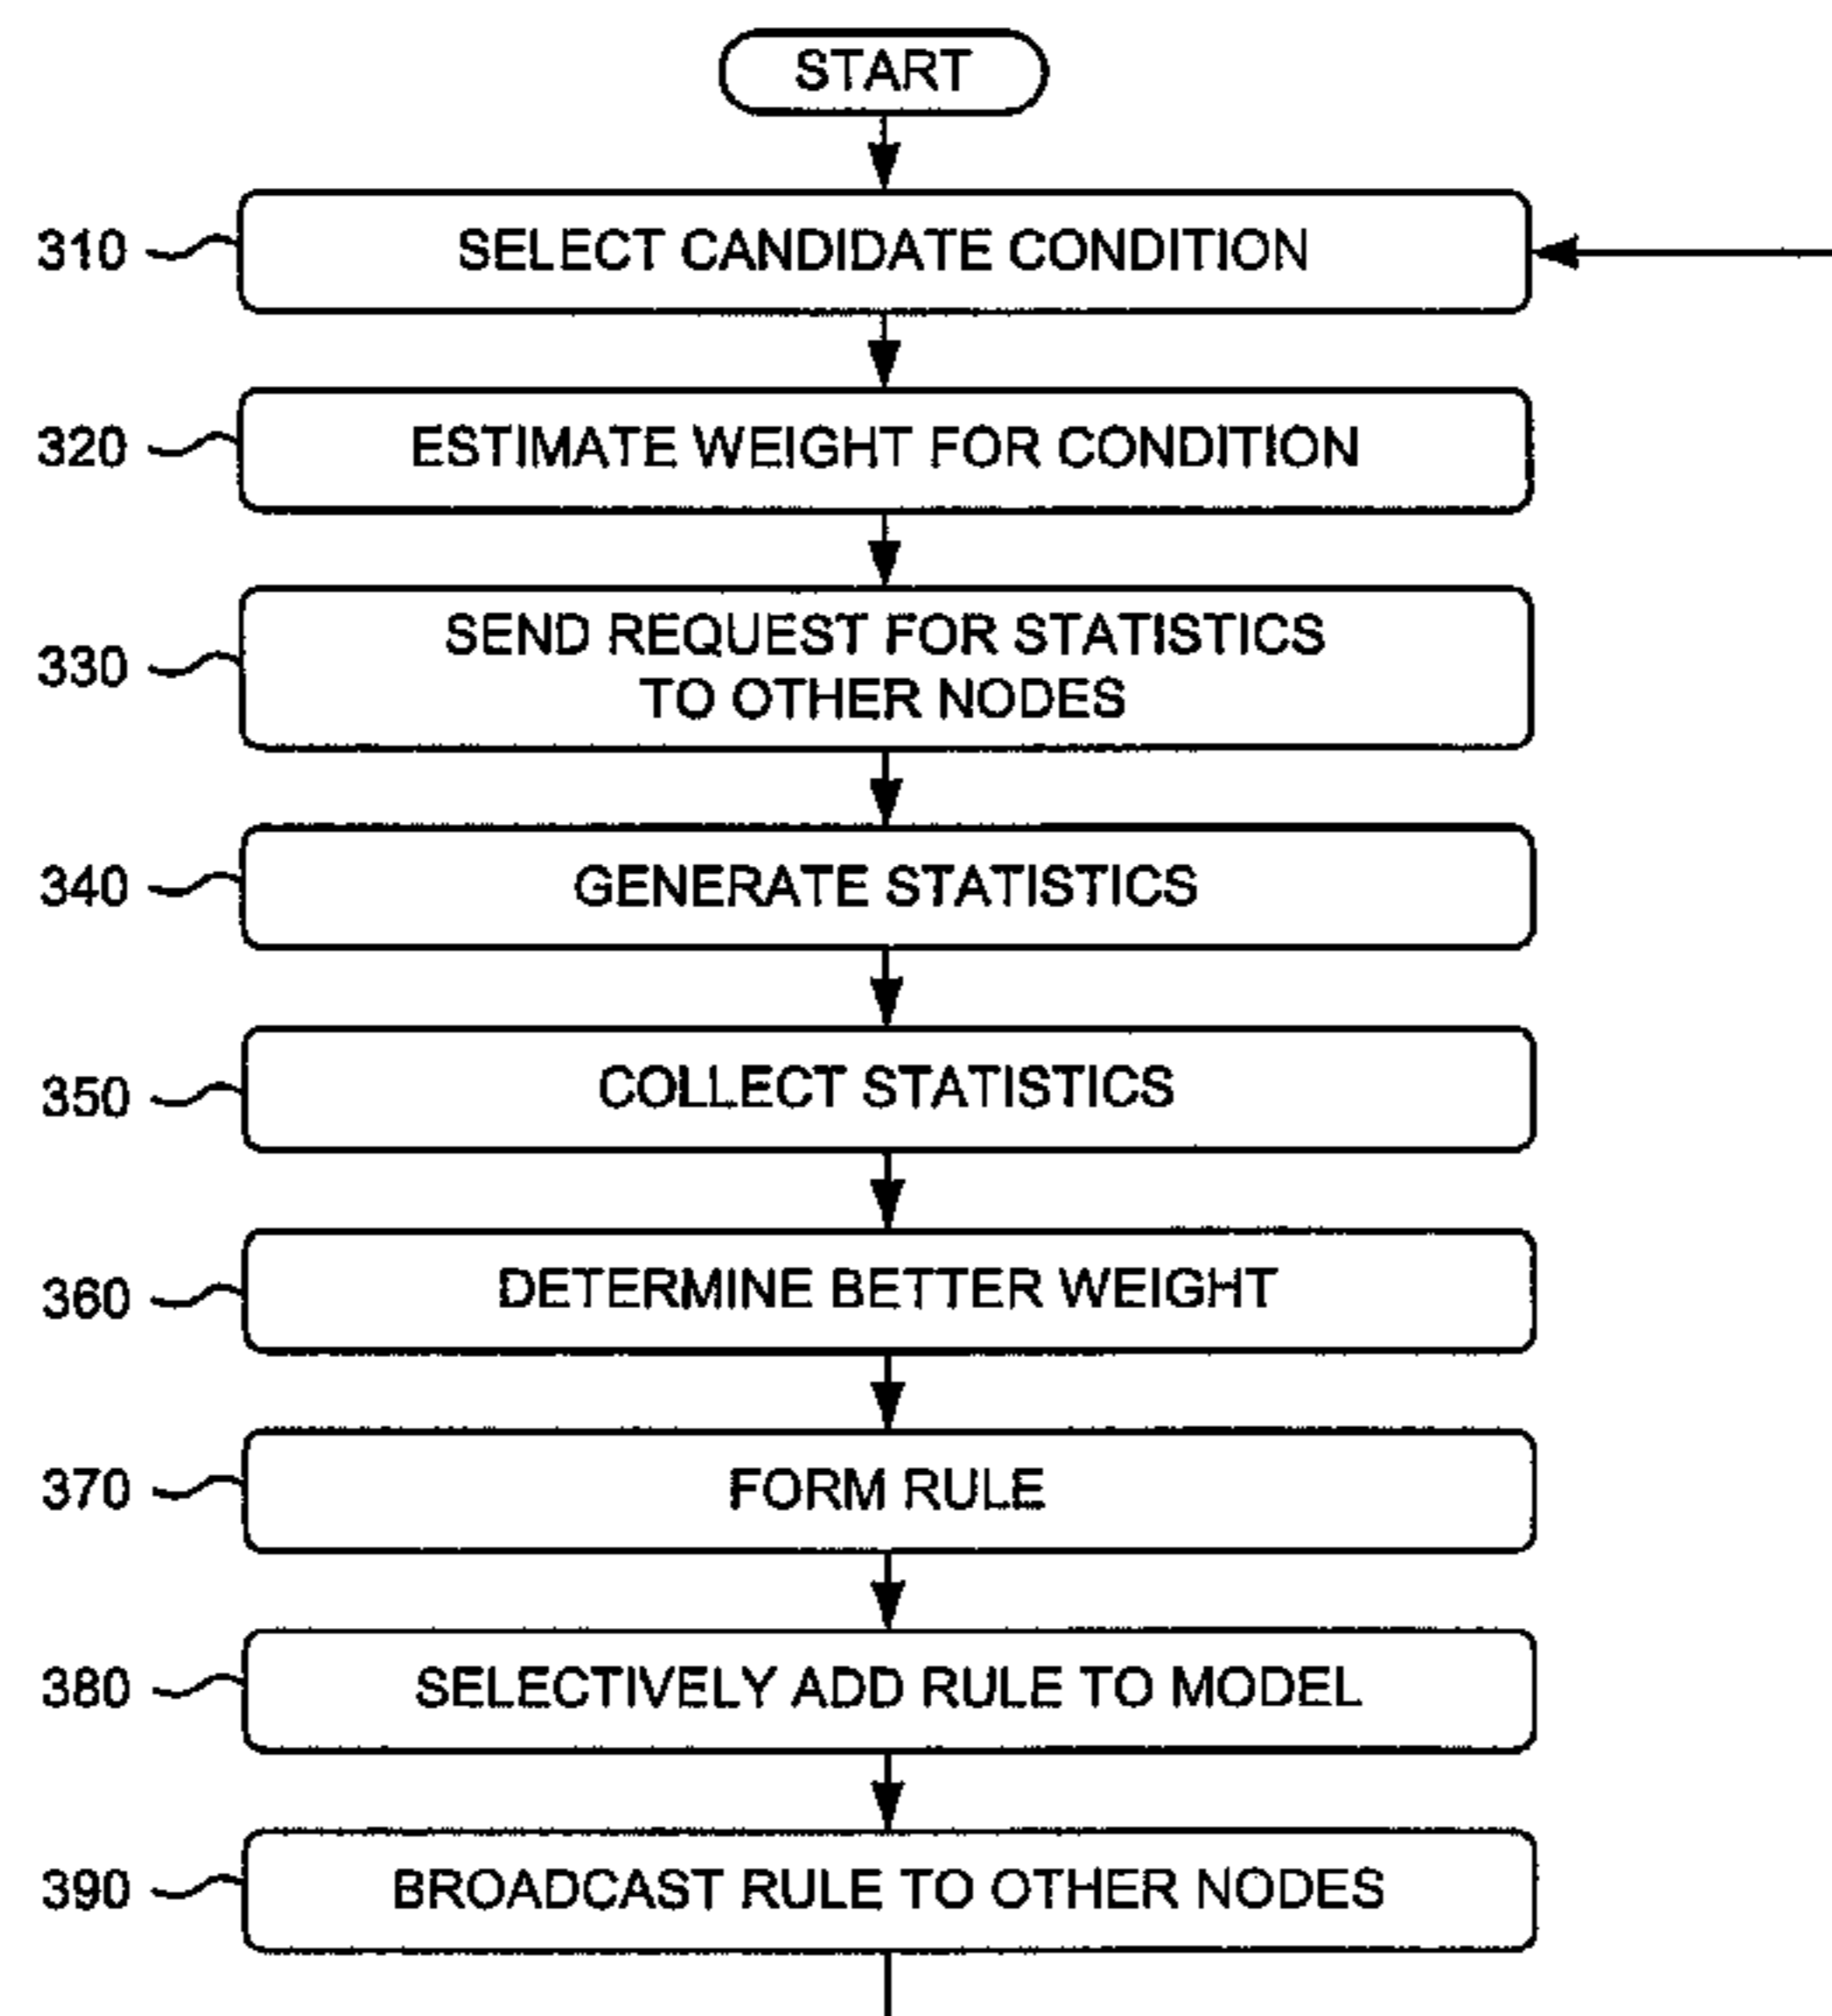 START
310 SELECT CANDIDATE CONDITION
320 ESTIMATE WEIGHT FOR CONDITION
330 SEND REQUEST FOR STATISTICS
TO OTHER NODES
340 GENERATE STATISTICS
350 COLLECT STATISTICS
360 DETERMINE BETTER WEIGHT
370 FORM RULE
380 SELECTIVELY ADD RULE TO MODEL
390 BROADCAST RULE TO OTHER NODES